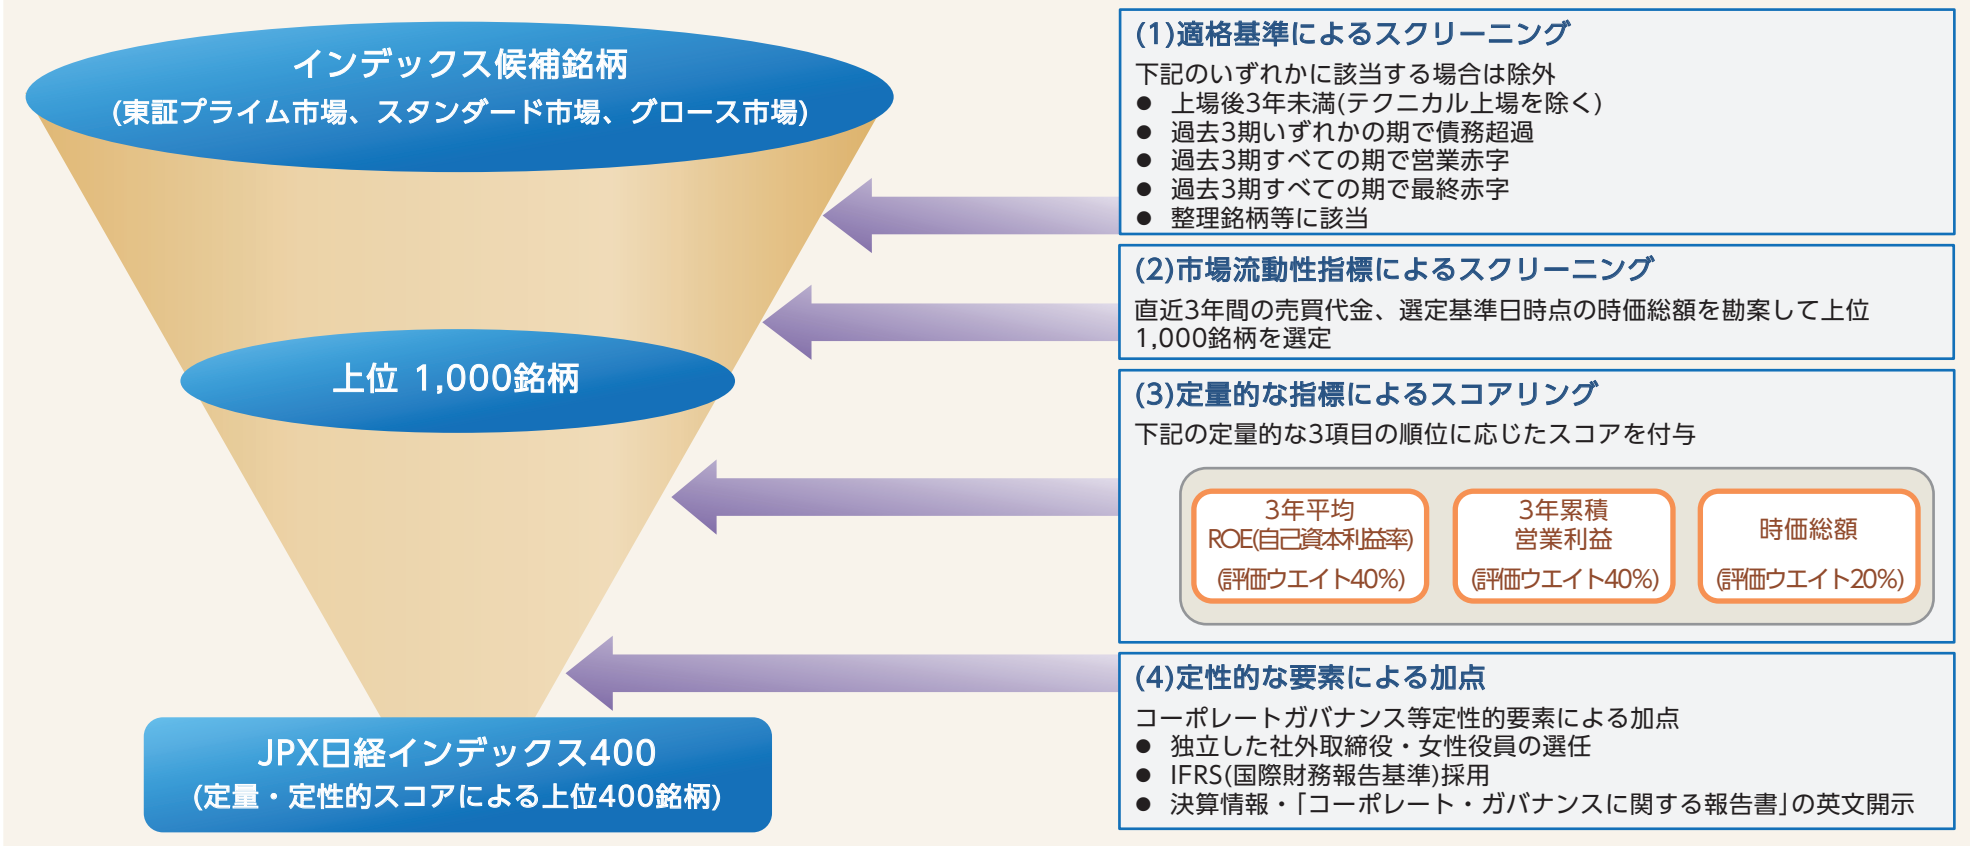 インデックス候補銘柄
(東証プライム市場、スタンダード市場、グロース市場)
上位 1,000銘柄
JPX日経インデックス400
(定量・定性的スコアによる上位400銘柄)
(1)適格基準によるスクリーニング
下記のいずれかに該当する場合は除外
● 上場後3年未満(テクニカル上場を除く)
● 過去3期いずれかの期で債務超過
● 過去3期すべての期で営業赤字
● 過去3期すべての期で最終赤字
● 整理銘柄等に該当
(2)市場流動性指標によるスクリーニング
直近3年間の売買代金、選定基準日時点の時価総額を勘案して上位
1,000銘柄を選定
(3)定量的な指標によるスコアリング
下記の定量的な3項目の順位に応じたスコアを付与
3年平均
ROE(自己資本利益率)
(評価ウエイト40%)
3年累積
営業利益
(評価ウエイト40%)
時価総額
(評価ウエイト20%)
(4)定性的な要素による加点
コーポレートガバナンス等定性的要素による加点
● 独立した社外取締役・女性役員の選任
● IFRS(国際財務報告基準)採用
● 決算情報・「コーポレート・ガバナンスに関する報告書」の英文開示